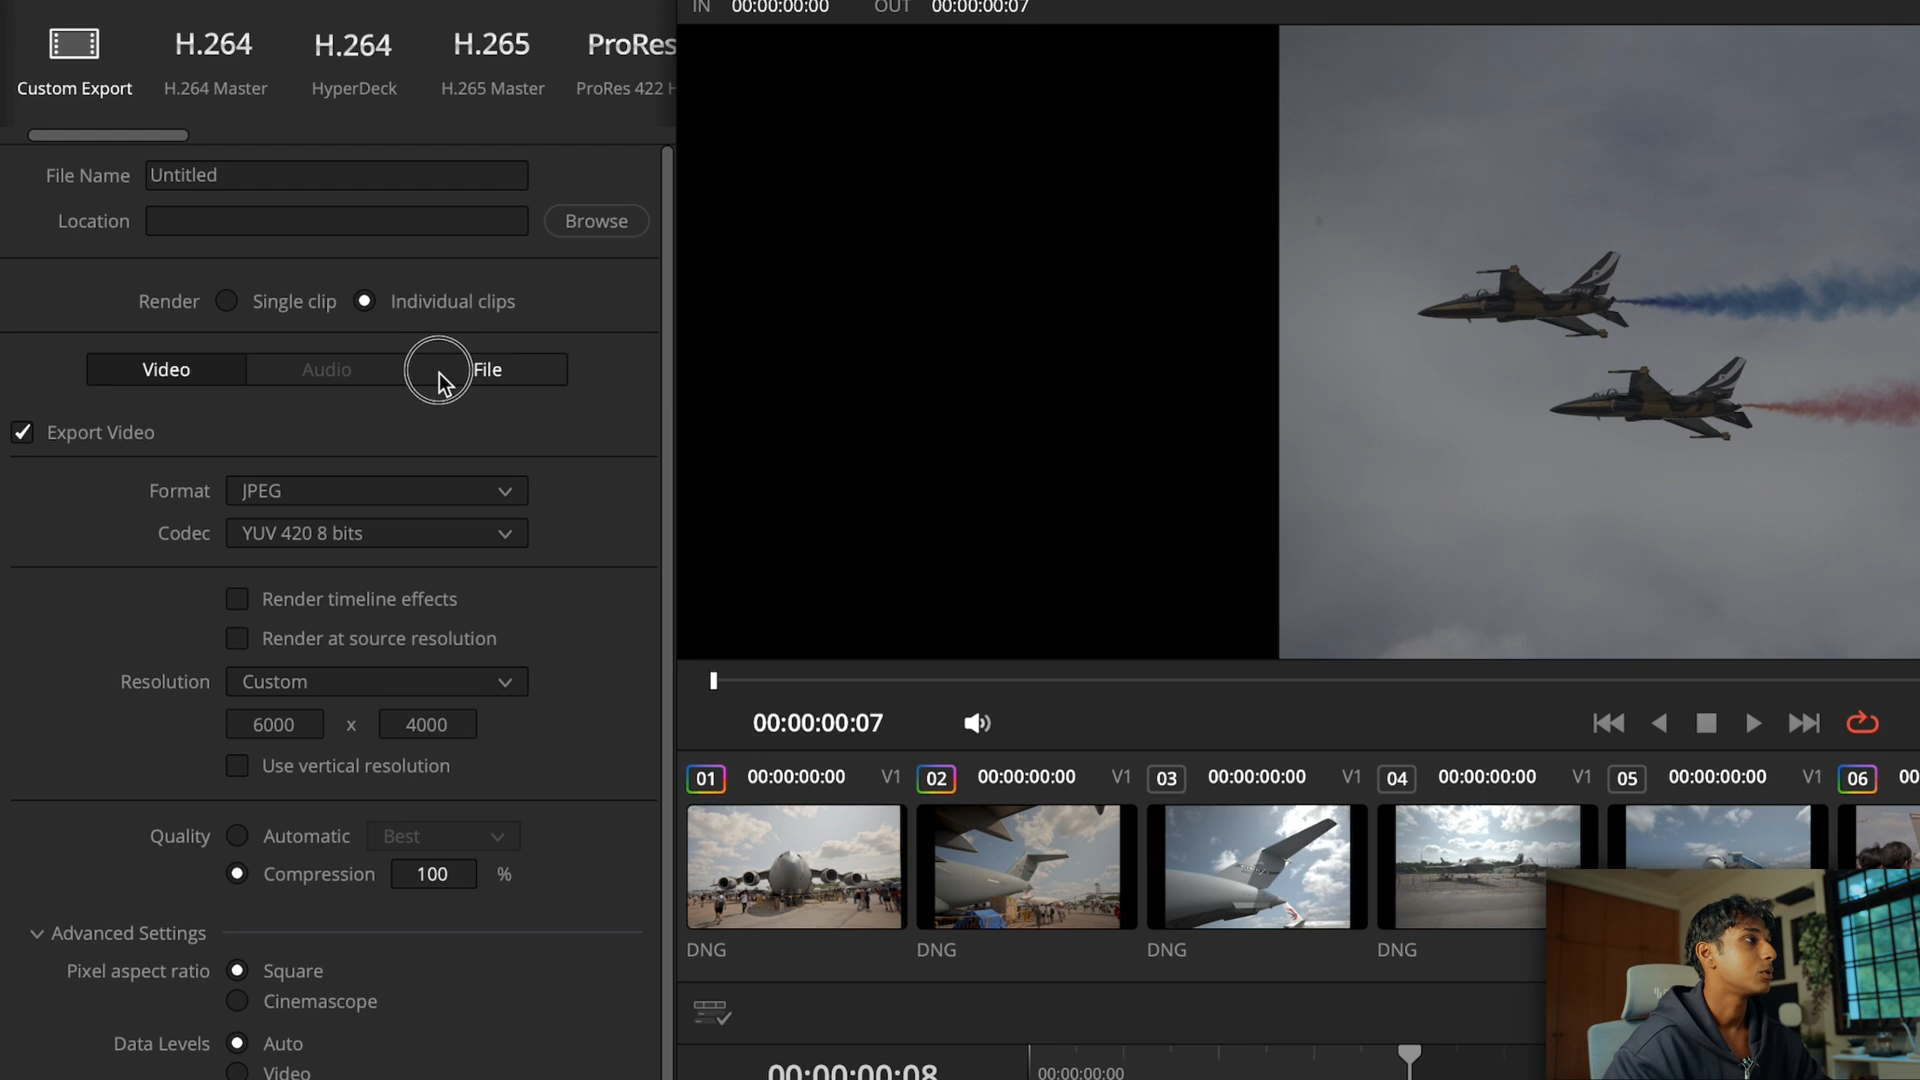 IN 00:00:00:00 OUT 00:00:00:07
H.264 H.264 H.265 ProRes
Custom Export H.264 Master HyperDeck H.265 Master ProRes 422 H
File Name Untitled
Location Browse
Render Single clip Individual clips
Video Audio File
Export Video
Format JPEG
Codec YUV 420 8 bits
Render timeline effects
Render at source resolution
Resolution Custom
6000 x 4000
Use vertical resolution
Quality Automatic Best
Compression 100 %
Advanced Settings
Pixel aspect ratio Square
Cinemascope
Data Levels Auto
Video
00:00:00:07
01 00:00:00:00 V1 02 00:00:00:00 V1 03 00:00:00:00 V1 04 00:00:00:00 V1 05 00:00:00:00 V1 06 00
DNG DNG DNG DNG
00:00:00:08 00:00:00:00